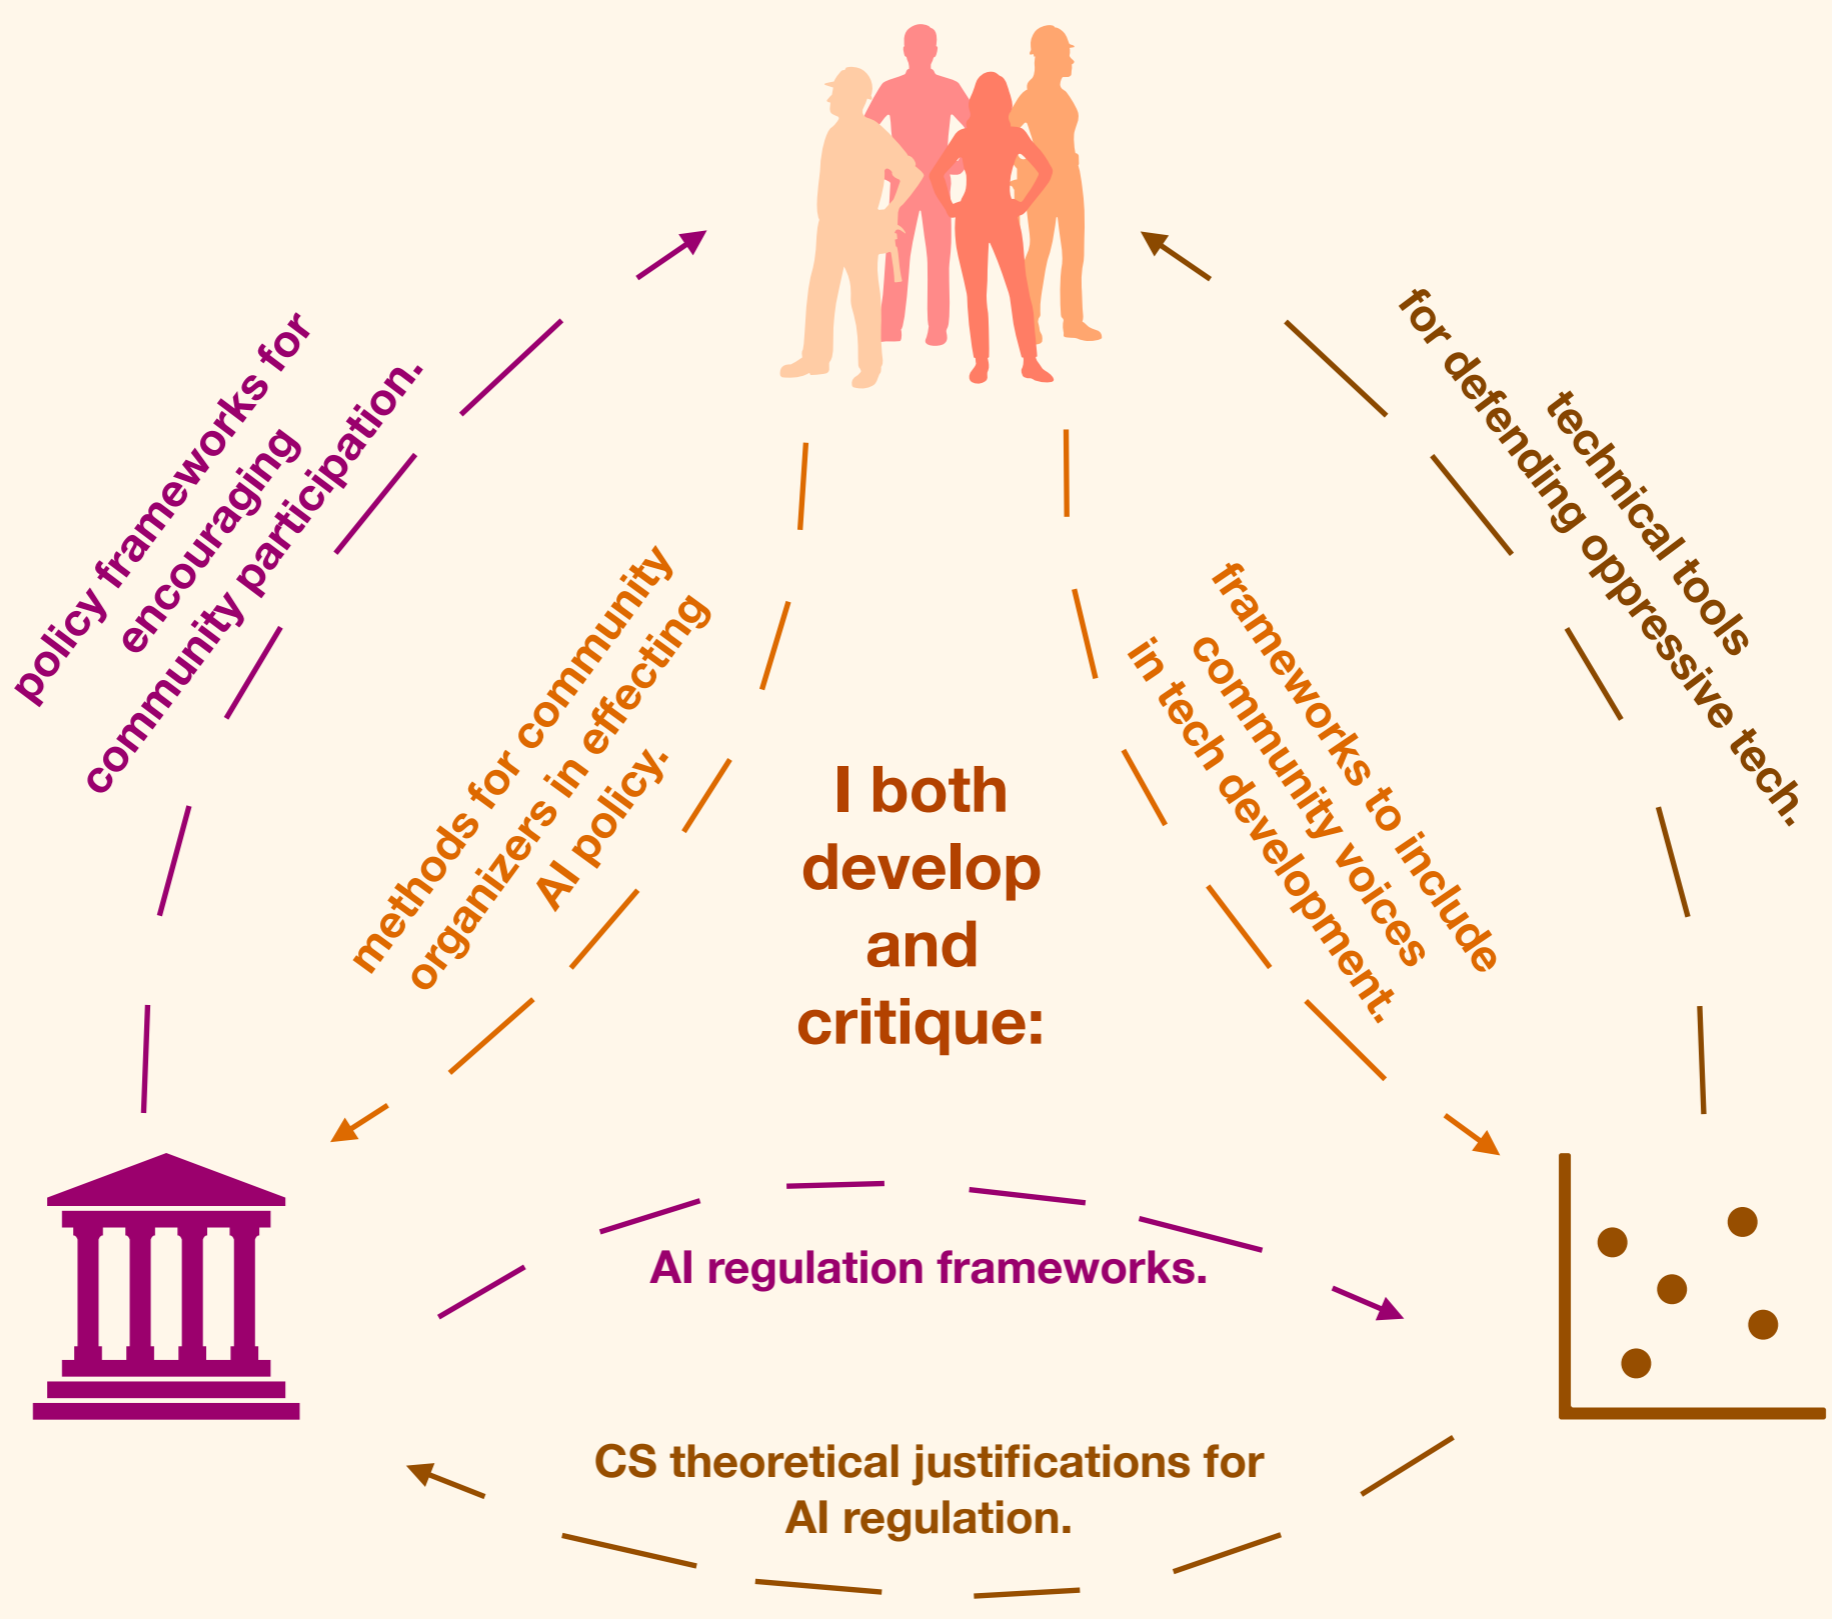 policy frameworks for
encouraging
community participation.
methods for community
organizers in effecting
AI policy.
I both
develop
and
critique:
frameworks to include
community voices
in tech development.
technical tools
for defending oppressive tech.
AI regulation frameworks.
CS theoretical justifications for
AI regulation.